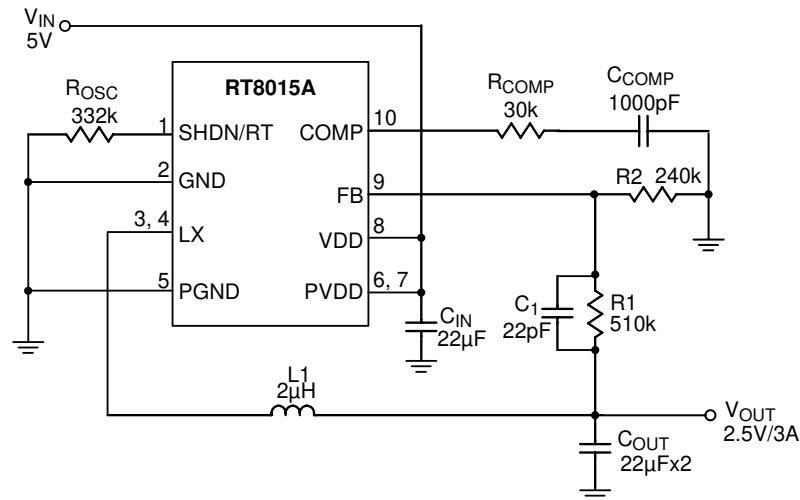 VIN
5V
ROSC
332k
RT8015A
RCOMP
30k
CCOMP
1000pF
1
SHDN/RT
COMP
10
2
GND
FB
9
R2 240k
3, 4
LX
VDD
8
5
PGND
PVDD
6, 7
CIN
22µF
C1
22pF
R1
510k
L1
2µH
VOUT
2.5V/3A
COUT
22µFx2